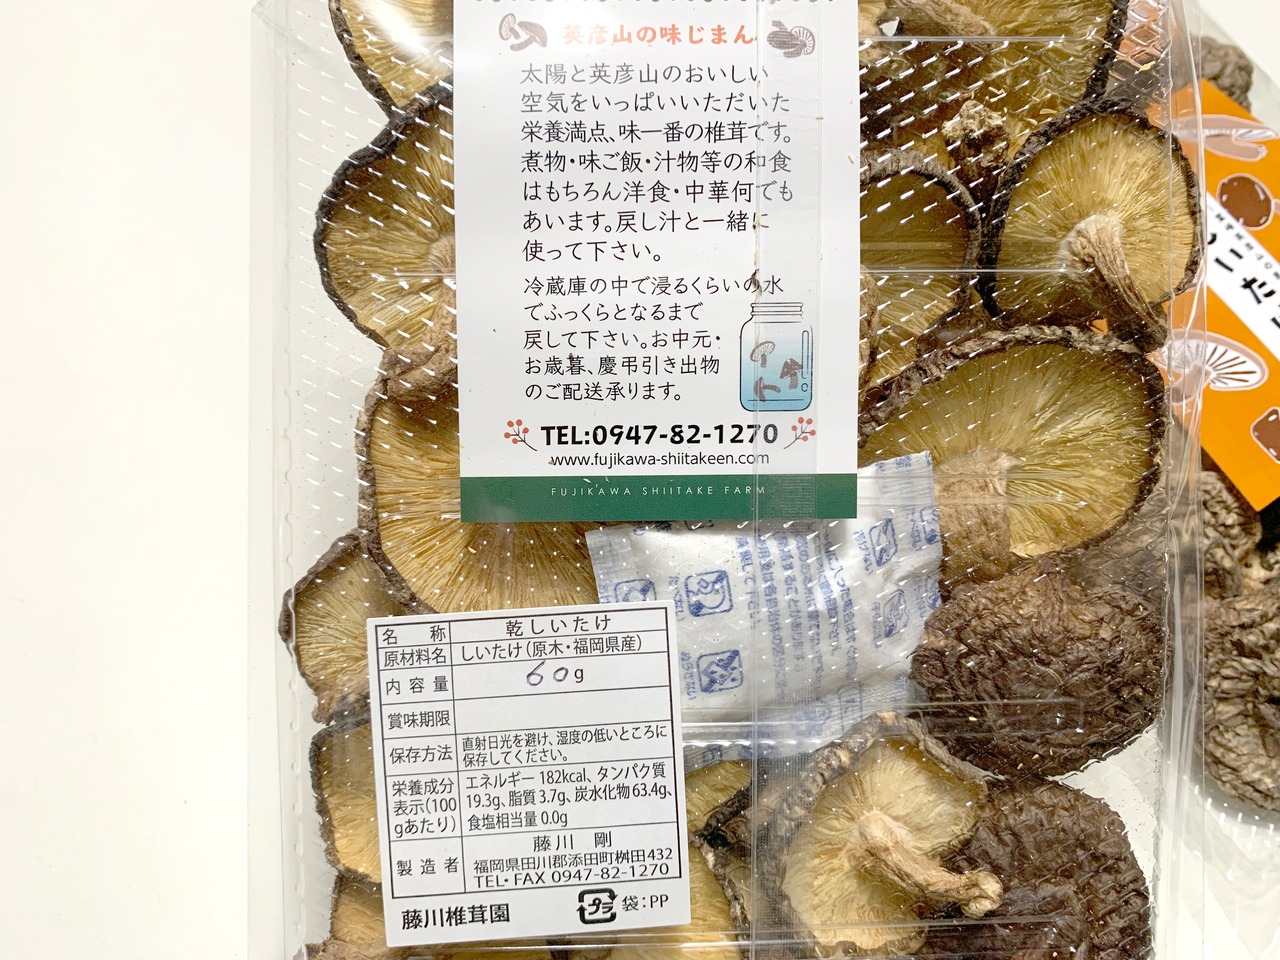 英彦山の味じまん
太陽と英彦山のおいしい
空気をいっぱいいただいた
栄養満点、味一番の椎茸です。
煮物・味ご飯・汁物等の和食
はもちろん洋食・中華何でも
あいます。戻し汁と一緒に
使って下さい。
冷蔵庫の中で浸るくらいの水
でふっくらとなるまで
戻して下さい。お中元・
お歳暮、慶弔引き出物
のご配送承ります。
TEL:0947-82-1270
www.fujikawa-shiitakeen.com
FUJIKAWA SHIITAKE FARM
名称 乾しいたけ
原材料名 しいたけ(原木・福岡県産)
内容量 60g
賞味期限
保存方法 直射日光を避け、湿度の低いところに
保存してください。
栄養成分 エネルギー 182kcal、タンパク質
表示(100 19.3g、脂質 3.7g、炭水化物 63.4g、
gあたり) 食塩相当量 0.0g
藤川 剛
製造者 福岡県田川郡添田町桝田432
TEL・FAX 0947-82-1270
藤川椎茸園 プラ 袋:PP
にた